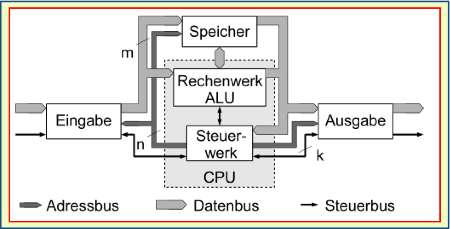 Speicher
m
Rechenwerk
ALU
Eingabe
n
Steuer-
werk
Ausgabe
k
CPU
Adressbus
Datenbus
Steuerbus